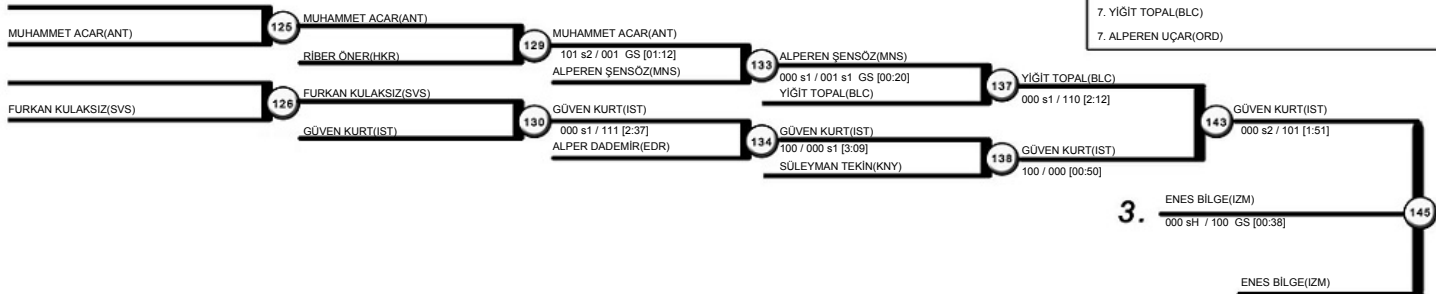 7. YİĞİT TOPAL(BLC)
7. ALPEREN UÇAR(ORD)
MUHAMMET ACAR(ANT)
125
MUHAMMET ACAR(ANT)
RİBER ÖNER(HKR)
129
MUHAMMET ACAR(ANT)
101 s2 / 001 GS [01:12]
ALPEREN ŞENSÖZ(MNS)
133
ALPEREN ŞENSÖZ(MNS)
000 s1 / 001 s1 GS [00:20]
YİĞİT TOPAL(BLC)
137
YİĞİT TOPAL(BLC)
000 s1 / 110 [2:12]
FURKAN KULAKSIZ(SVS)
126
FURKAN KULAKSIZ(SVS)
GÜVEN KURT(IST)
130
GÜVEN KURT(IST)
000 s1 / 111 [2:37]
ALPER DADEMİR(EDR)
134
GÜVEN KURT(IST)
100 / 000 s1 [3:09]
SÜLEYMAN TEKİN(KNY)
138
GÜVEN KURT(IST)
100 / 000 [00:50]
143
GÜVEN KURT(IST)
000 s2 / 101 [1:51]
3.
ENES BİLGE(IZM)
000 sH / 100 GS [00:38]
145
ENES BİLGE(IZM)